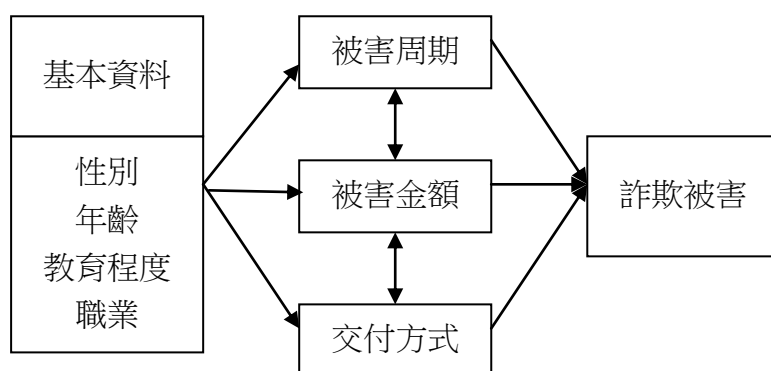 基本資料
性別
年齡
教育程度
職業
被害周期
被害金額
交付方式
詐欺被害